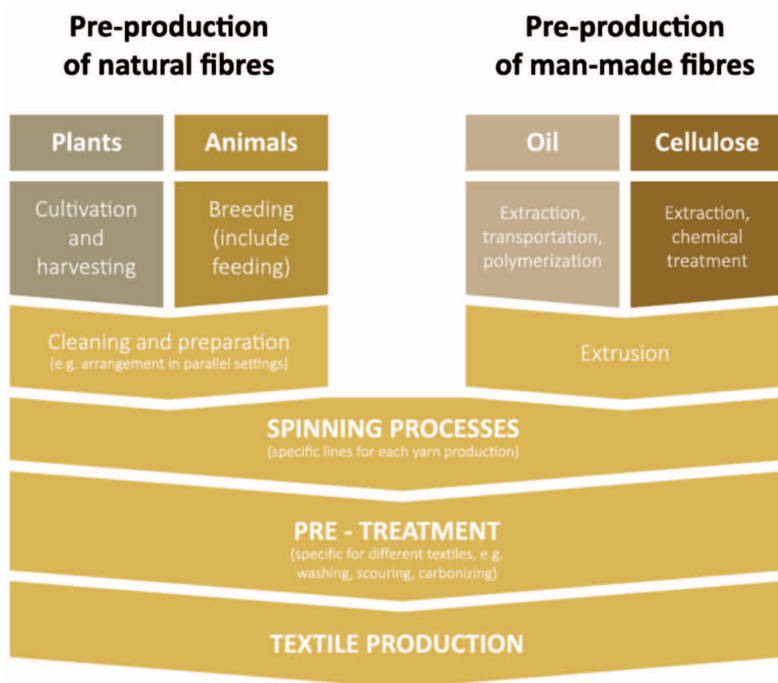 Pre-production
of natural fibres
Pre-production
of man-made fibres
Plants
Animals
Oil
Cellulose
Cultivation
and
harvesting
Breeding
(include
feeding)
Extraction,
transportation,
polymerization
Extraction,
chemical
treatment
Cleaning and preparation
(e.g. arrangement in parallel settings)
Extrusion
SPINNING PROCESSES
(specific lines for each yarn production)
PRE - TREATMENT
(specific for different textiles, e.g.
washing, scouring, carbonizing)
TEXTILE PRODUCTION